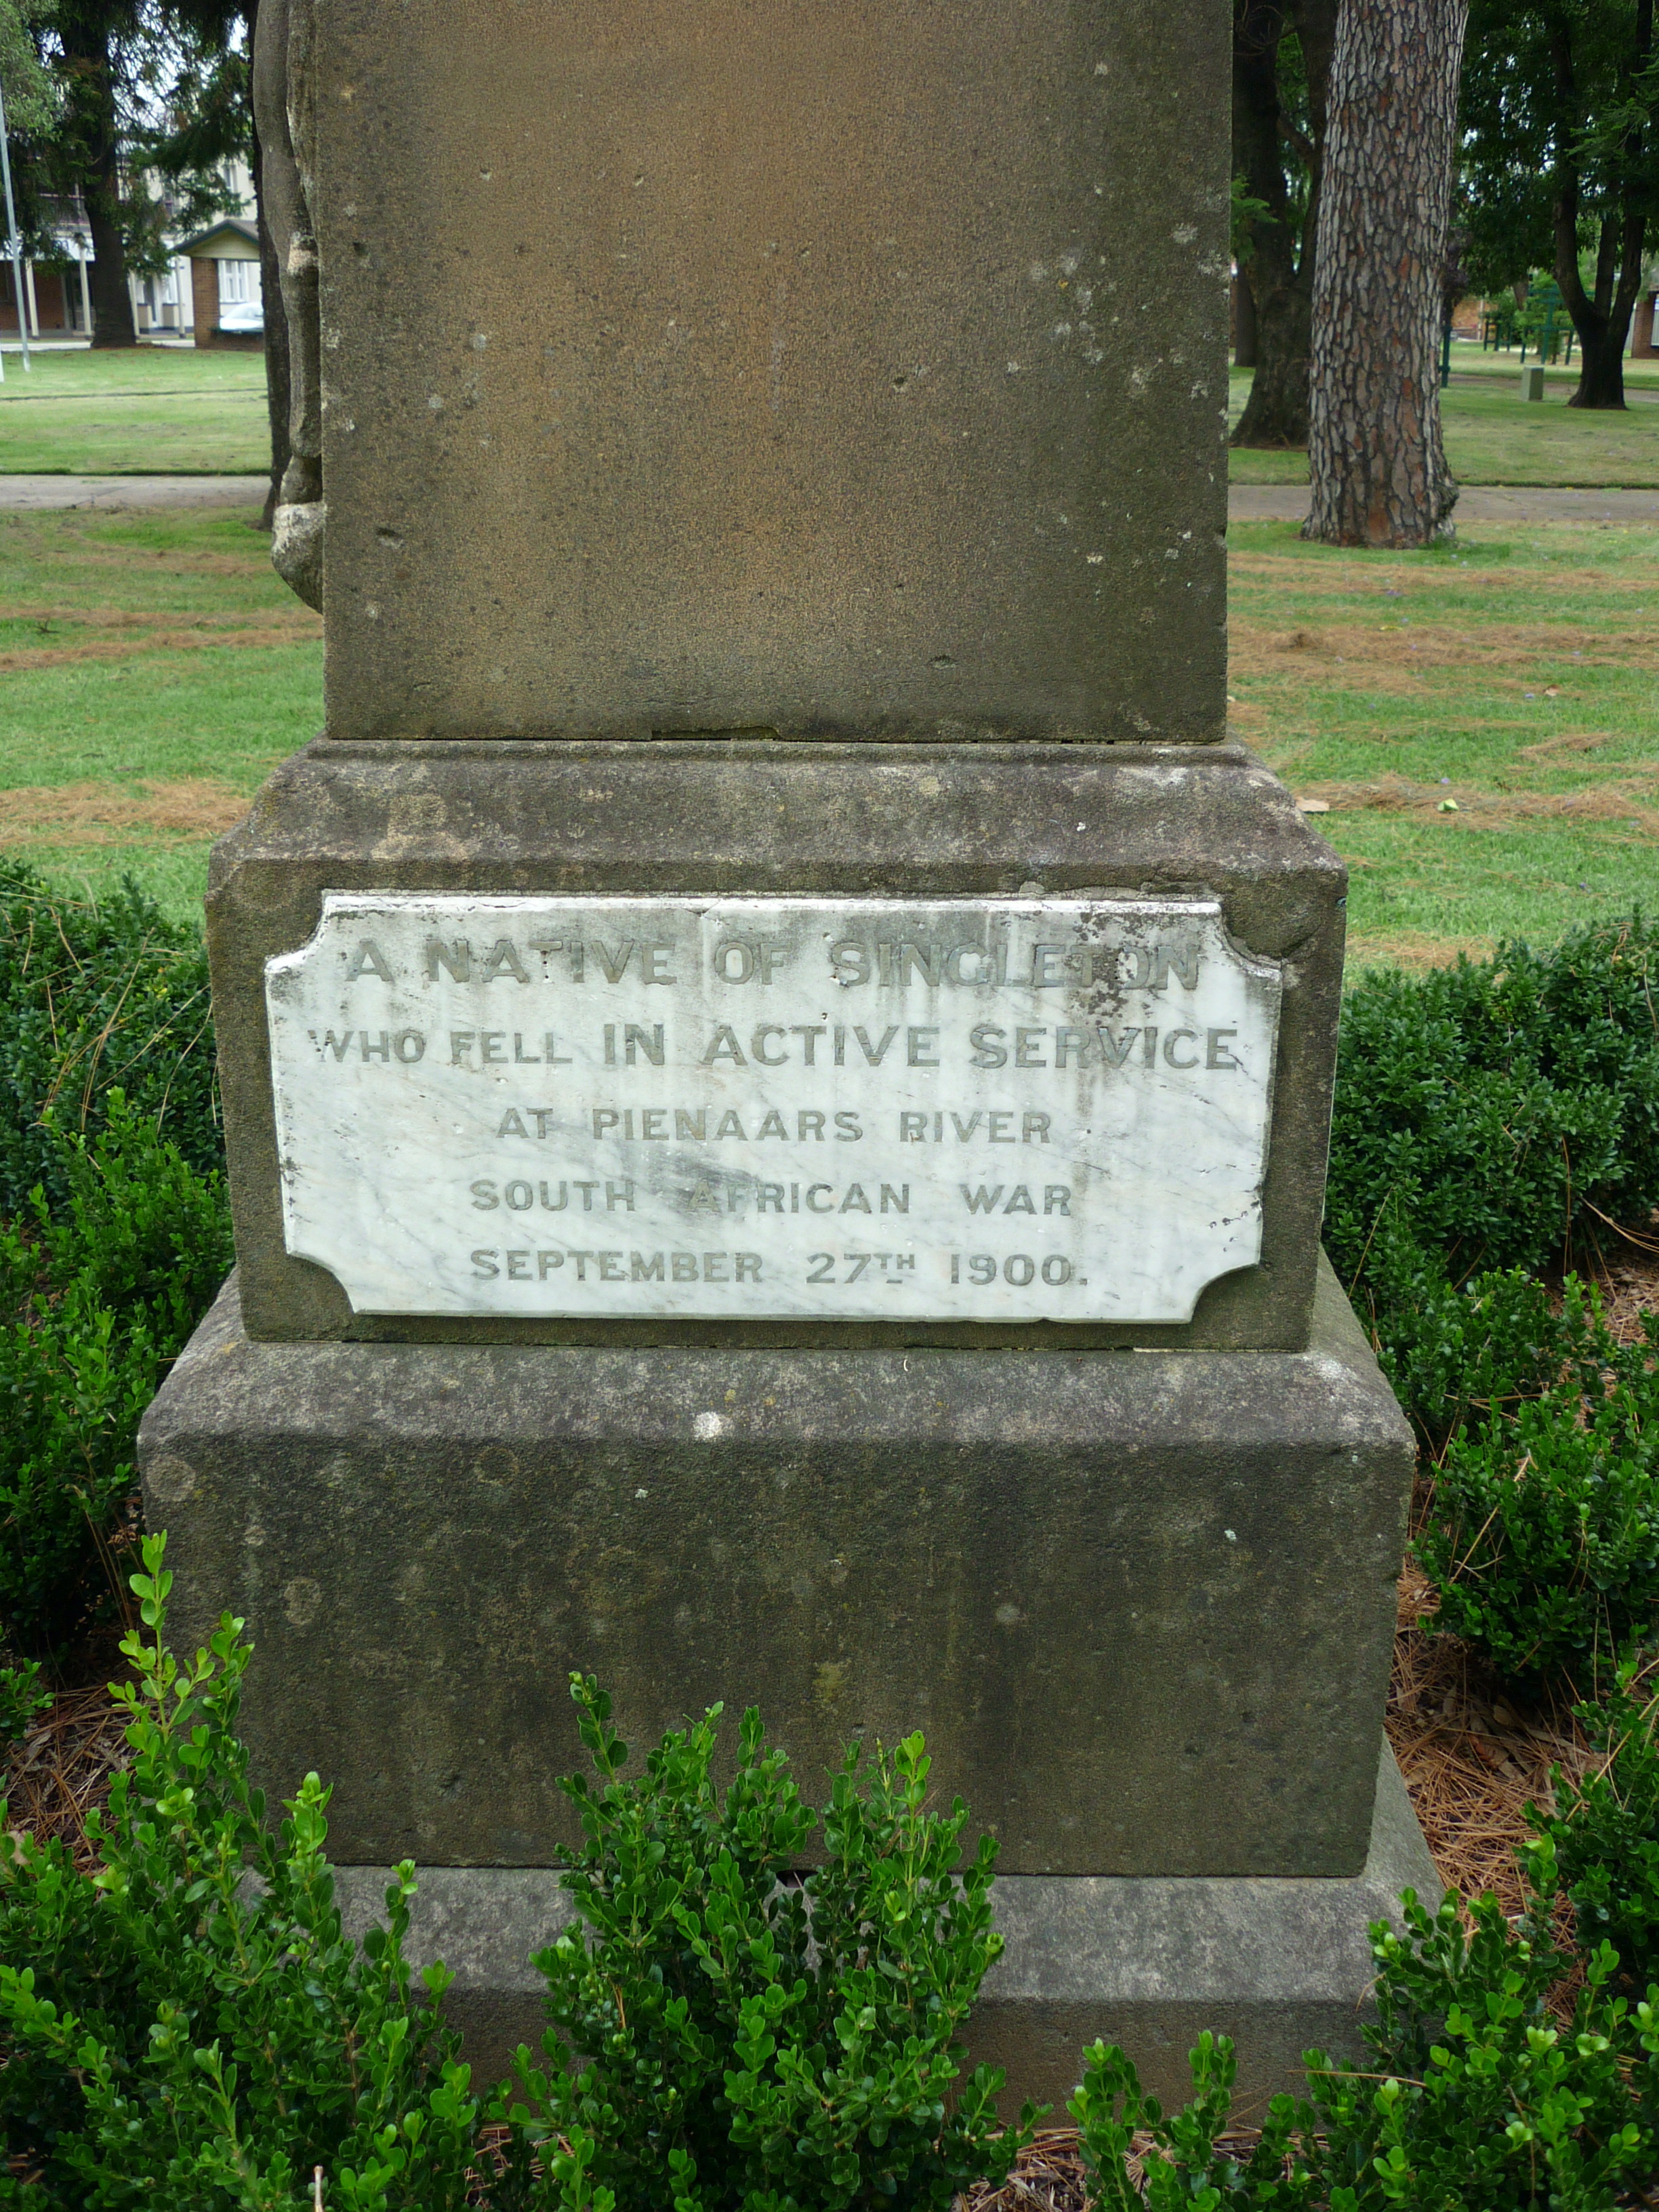 A NATIVE OF SINGLETON
WHO FELL IN ACTIVE SERVICE
AT PIENAARS RIVER
SOUTH AFRICAN WAR
SEPTEMBER 27TH 1900.